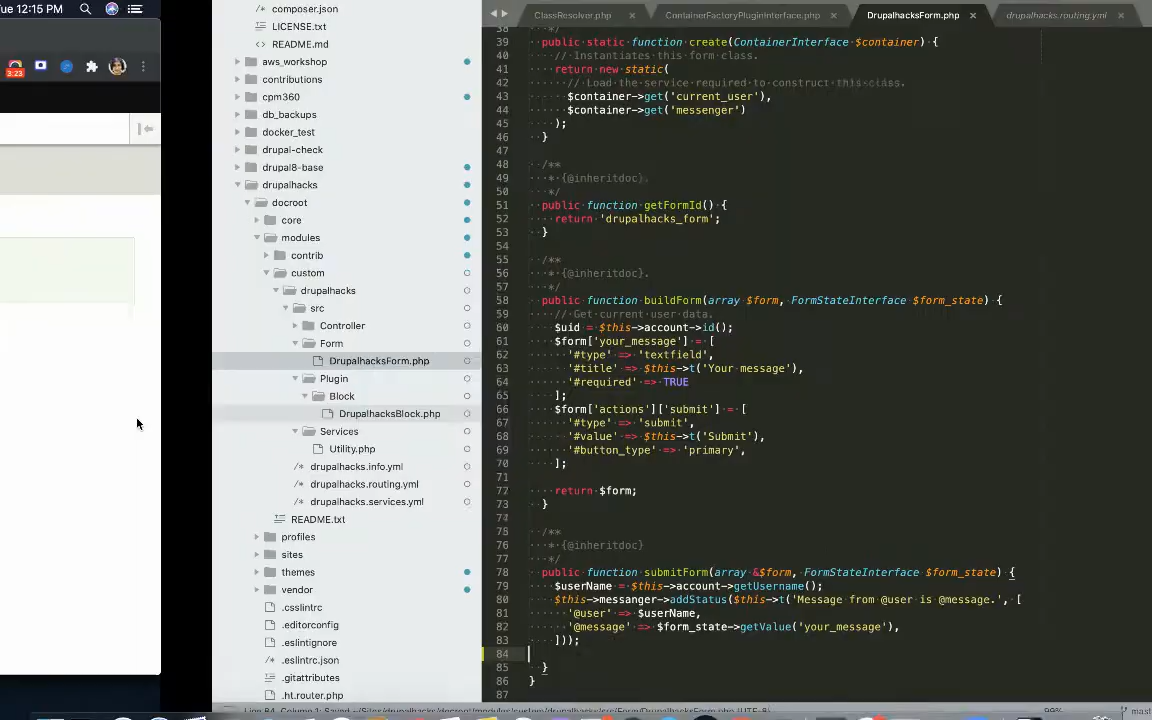 ue 12:15 PM
3:23
composer.json
LICENSE.txt
README.md
aws_workshop
contributions
cpm360
db_backups
docker_test
drupal-check
drupal8-base
drupalhacks
docroot
core
modules
contrib
custom
drupalhacks
src
Controller
Form
DrupalhacksForm.php
Plugin
Block
DrupalhacksBlock.php
Services
Utility.php
/* drupalhacks.info.yml
/* drupalhacks.routing.yml
/* drupalhacks.services.yml
README.txt
profiles
sites
themes
vendor
.csslintrc
.editorconfig
.eslintignore
.eslintrc.json
.gitattributes
.ht.router.php
ClassResolver.php × ContainerFactoryPluginInterface.php × DrupalhacksForm.php × drupalhacks.routing.yml ×
38 */
39 public static function create(ContainerInterface $container) {
40 // Instantiates this form class.
41 return new static(
42 // Load the service required to construct this class.
43 $container->get('current_user'),
44 $container->get('messenger')
45 );
46 }
47
48 /**
49 * {@inheritdoc}.
50 */
51 public function getFormId() {
52 return 'drupalhacks_form';
53 }
54
55 /**
56 * {@inheritdoc}.
57 */
58 public function buildForm(array $form, FormStateInterface $form_state) {
59 // Get current user data.
60 $uid = $this->account->id();
61 $form['your_message'] = [
62 '#type' => 'textfield',
63 '#title' => $this->t('Your message'),
64 '#required' => TRUE
65 ];
66 $form['actions']['submit'] = [
67 '#type' => 'submit',
68 '#value' => $this->t('Submit'),
69 '#button_type' => 'primary',
70 ];
71
72 return $form;
73 }
74
75 /**
76 * {@inheritdoc}
77 */
78 public function submitForm(array &$form, FormStateInterface $form_state) {
79 $userName = $this->account->getUsername();
80 $this->messanger->addStatus($this->t('Message from @user is @message.', [
81 '@user' => $userName,
82 '@message' => $form_state->getValue('your_message'),
83 ]));
84
85 }
86 }
87
99% mast